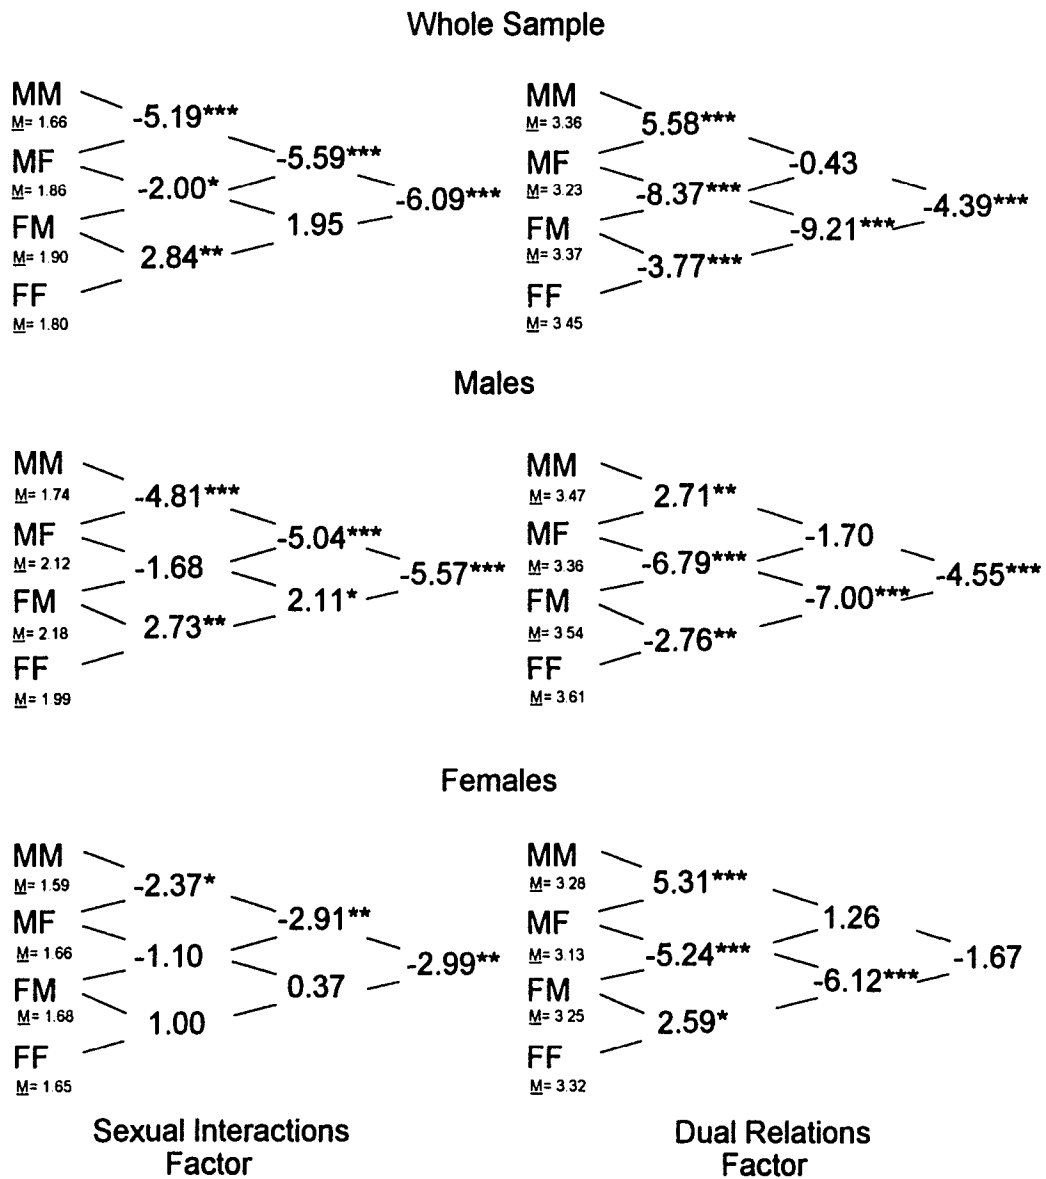 Whole Sample
MM
M= 1.66
-5.19***
MF
M= 1.86
-5.59***
-2.00*
-6.09***
FM
M= 1.90
1.95
2.84**
FF
M= 1.80
MM
M= 3.36
5.58***
MF
M= 3.23
-0.43
-8.37***
-4.39***
FM
M= 3.37
-9.21***
-3.77***
FF
M= 3 45
Males
MM
M= 1.74
-4.81***
MF
M= 2.12
-5.04***
-1.68
-5.57***
FM
M= 2.18
2.11*
2.73**
FF
M= 1 99
MM
M= 3.47
2.71**
MF
M= 3.36
-1.70
-6.79***
-4.55***
FM
M= 3 54
-7.00***
-2.76**
FF
M= 3.61
Females
MM
M= 1.59
-2.37*
MF
M= 1.66
-2.91**
-1.10
-2.99**
FM
M= 1.68
0.37
1.00
FF
M= 1.65
MM
M= 3 28
5.31***
MF
M= 3.13
1.26
-5.24***
-1.67
FM
M= 3 25
-6.12***
2.59*
FF
M= 3.32
Sexual Interactions
Factor
Dual Relations
Factor